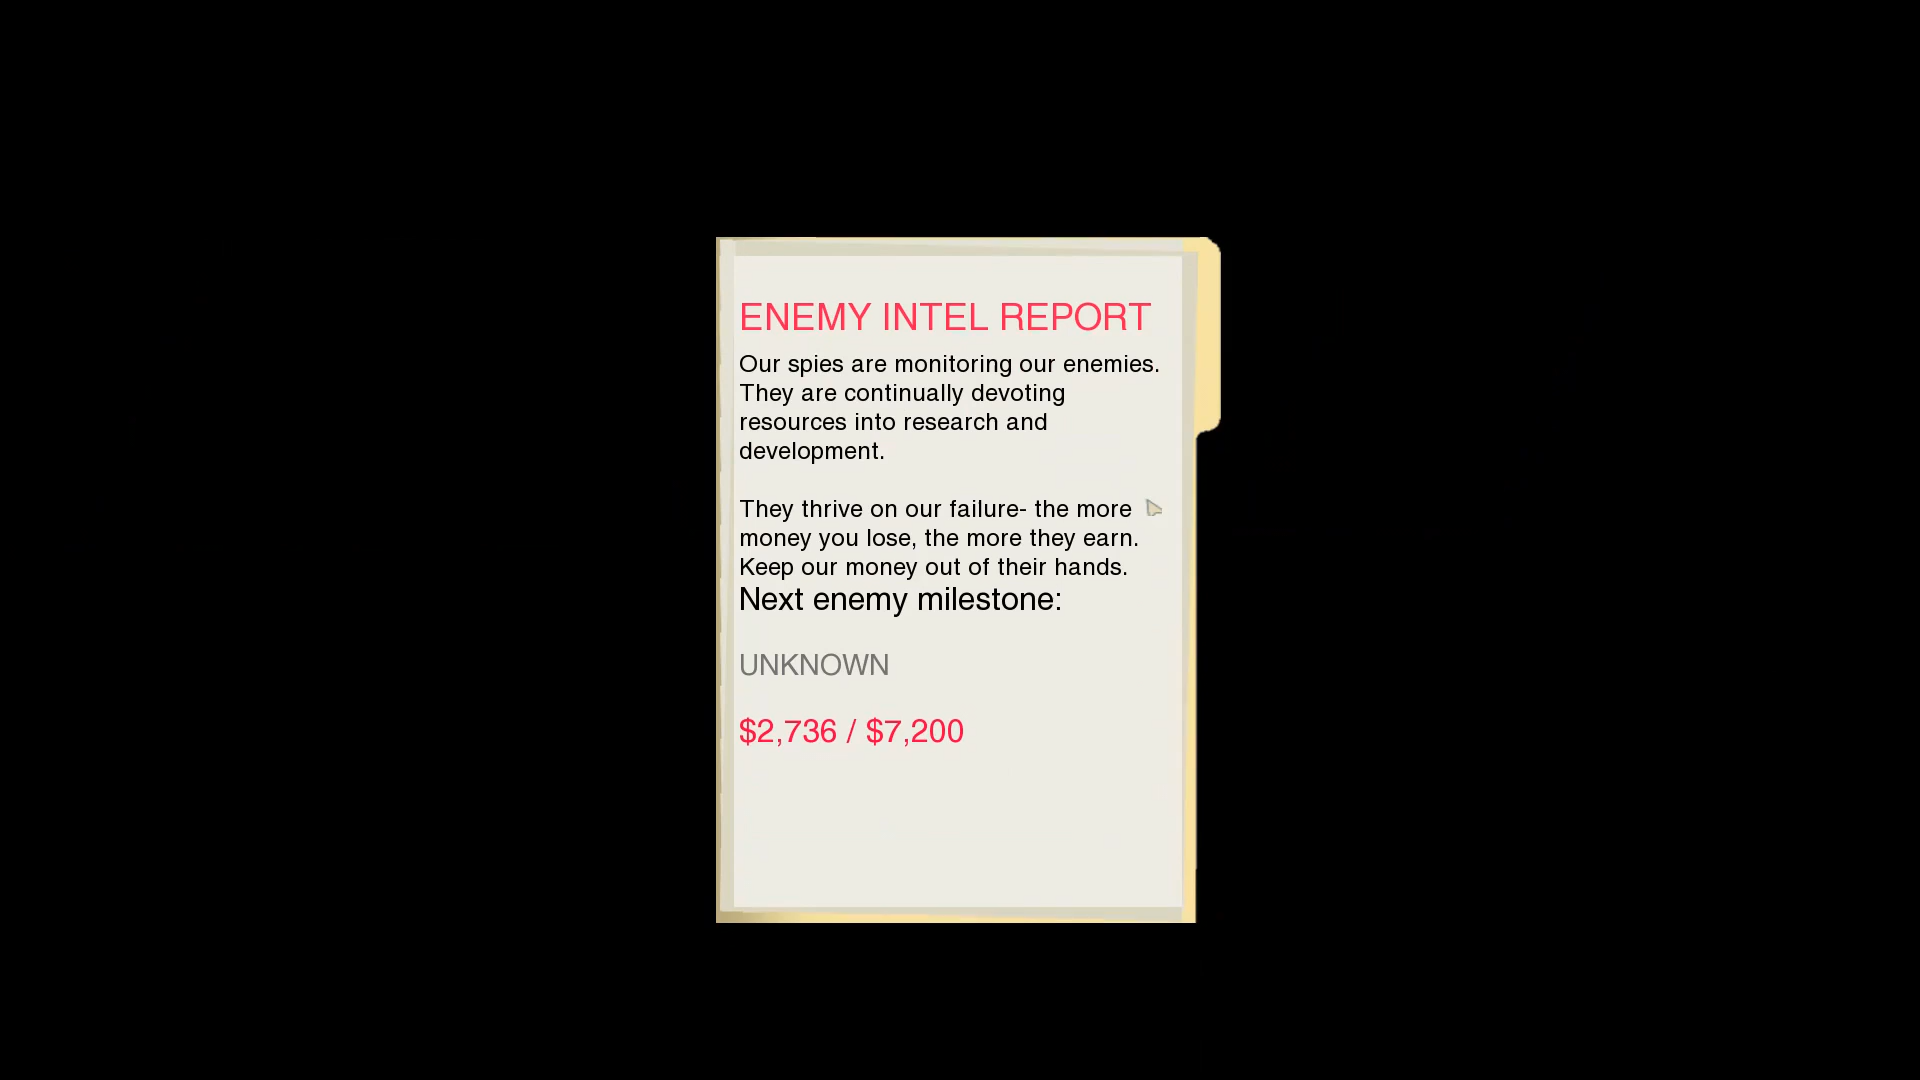 ENEMY INTEL REPORT
Our spies are monitoring our enemies.
They are continually devoting
resources into research and
development.
They thrive on our failure- the more
money you lose, the more they earn.
Keep our money out of their hands.
Next enemy milestone:
UNKNOWN
$2,736 / $7,200